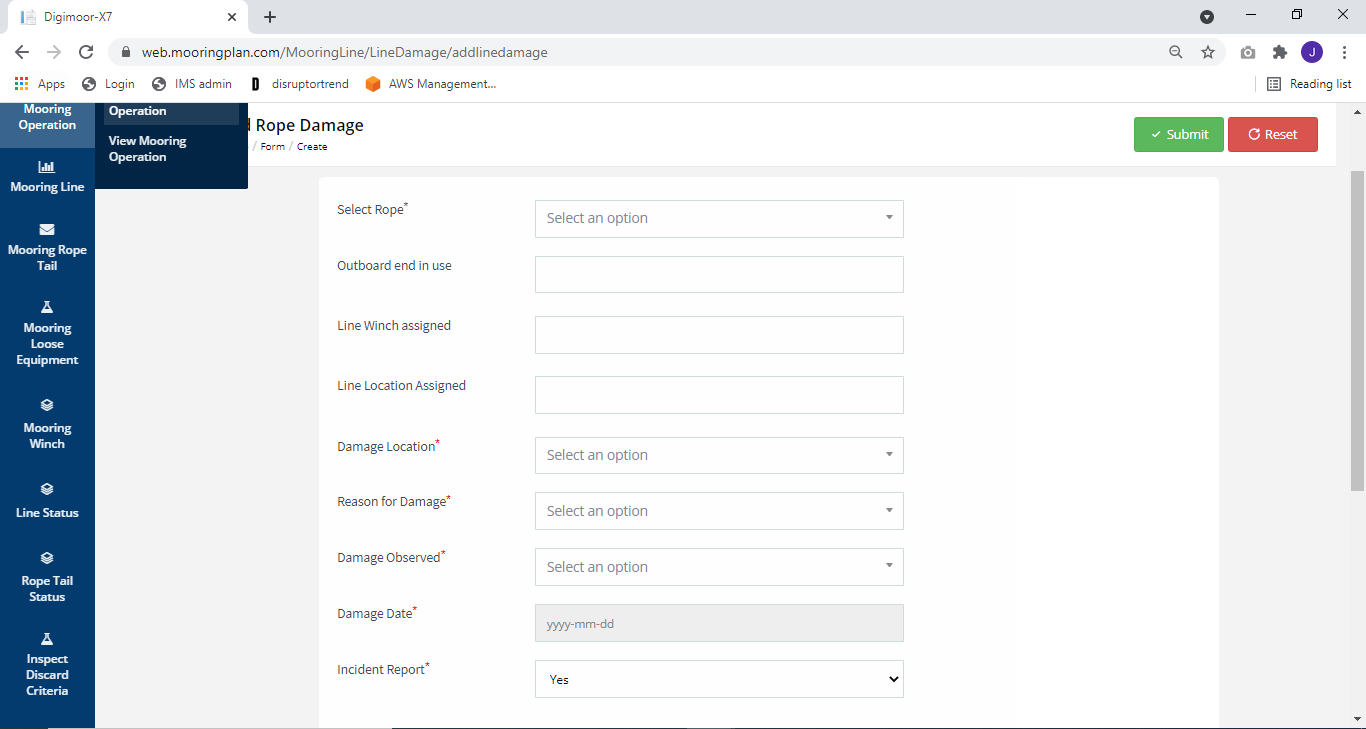 Digimoor-X7
web.mooringplan.com/MooringLine/LineDamage/addlinedamage
J
Apps
Login
IMS admin
D
disruptortrend
AWS Management...
Reading list
Mooring
Operation
Mooring Line
Mooring Rope
Tail
Mooring
Loose
Equipment
Mooring
Winch
Line Status
Rope Tail
Status
Inspect
Discard
Criteria
Operation
View Mooring
Operation
Rope Damage
/ Form / Create
Submit
Reset
Select Rope*
Select an option
Outboard end in use
Line Winch assigned
Line Location Assigned
Damage Location*
Select an option
Reason for Damage*
Select an option
Damage Observed*
Select an option
Damage Date*
yyyy-mm-dd
Incident Report*
Yes